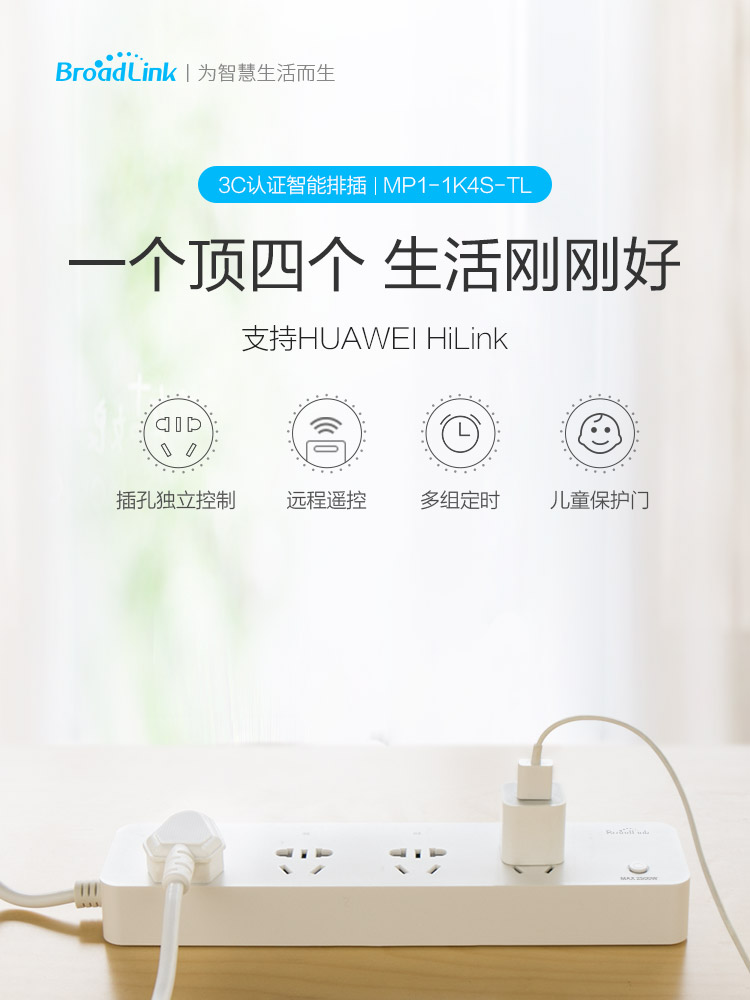 BroadLink | 为智慧生活而生
3C认证智能排插 | MP1-1K4S-TL
一个顶四个 生活刚刚好
支持HUAWEI HiLink
插孔独立控制 远程遥控 多组定时 儿童保护门
BroadLink
MAX 2500W